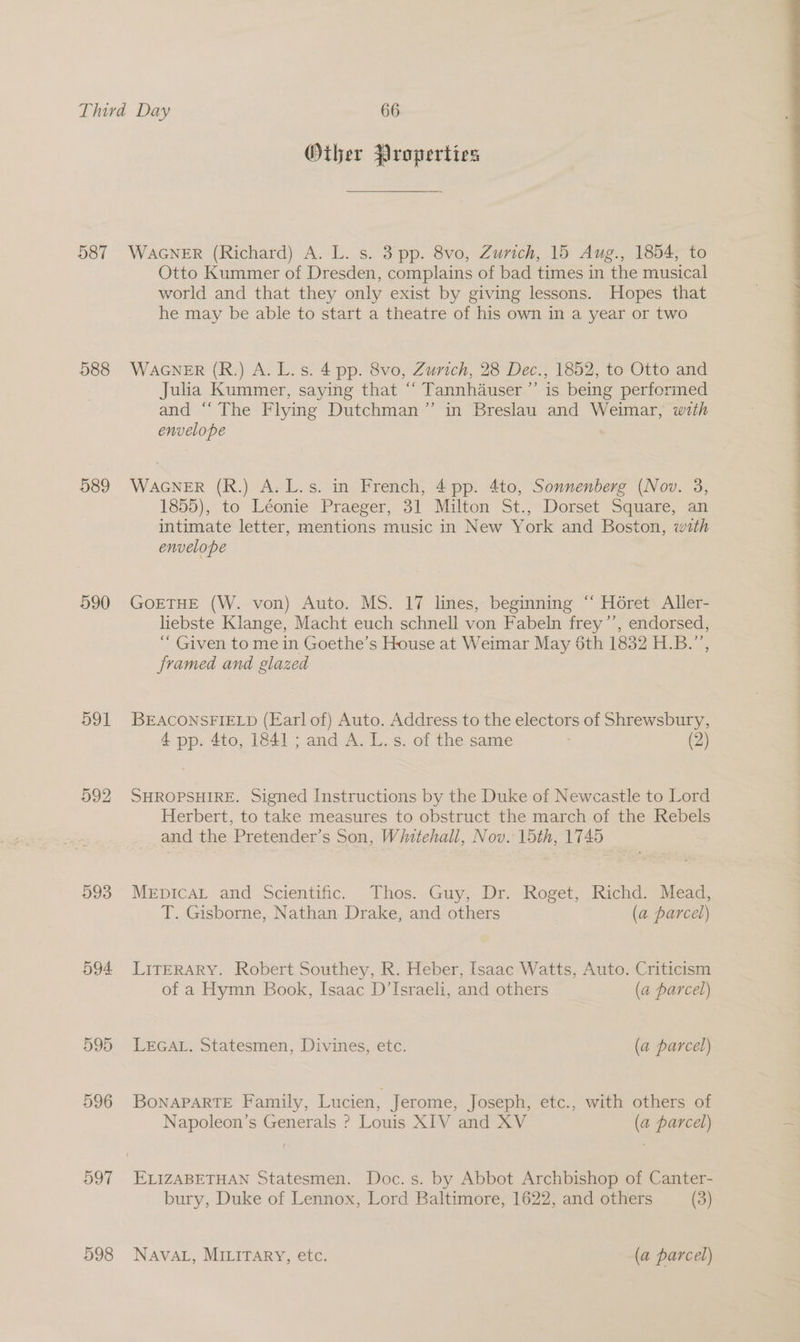 Third Day 66
Other Properties
587 WAGNER (Richard) A. L. s. 3 pp. 8vo, Zurich, 15 Aug., 1854, to
Otto Kummer of Dresden, complains of bad times in the musical
world and that they only exist by giving lessons. Hopes that
he may be able to start a theatre of his own in a year or two
588 WAGNER (R.) A. L. s. 4 pp. 8vo, Zurich, 28 Dec., 1852, to Otto and
Julia Kummer, saying that “ Tannhäuser ” is being performed
and “ The Flying Dutchman ” in Breslau and Weimar, with
envelope
589 WAGNER (R.) A. L. s. in French, 4 pp. 4to, Sonnenberg (Nov. 3,
1855), to Léonie Praeger, 31 Milton St., Dorset Square, an
intimate letter, mentions music in New York and Boston, with
envelope
590 GOETHE (W. von) Auto. MS. 17 lines, beginning “ Höret Aller-
liebste Klange, Macht euch schnell von Fabeln frey ”, endorsed,
“ Given to me in Goethe’s House at Weimar May 6th 1832 H.B.”,
framed and glazed
591 BEACONSFIELD (Earl of) Auto. Address to the electors of Shrewsbury,
4 pp. 4to, 1841 ; and A. L. s. of the same (2)
592 SHROPSHIRE. Signed Instructions by the Duke of Newcastle to Lord
Herbert, to take measures to obstruct the march of the Rebels
and the Pretender’s Son, Whitehall, Nov. 15th, 1745
593 MEDICAL and Scientific. Thos. Guy, Dr. Roget, Richd. Mead,
T. Gisborne, Nathan Drake, and others (a parcel)
594 LITERARY. Robert Southey, R. Heber, Isaac Watts, Auto. Criticism
of a Hymn Book, Isaac D’Israeli, and others (a parcel)
595 LEGAL. Statesmen, Divines, etc. (a parcel)
596 BONAPARTE Family, Lucien, Jerome, Joseph, etc., with others of
Napoleon’s Generals ? Louis XIV and XV (a parcel)
597 ELIZABETHAN Statesmen. Doc. s. by Abbot Archbishop of Canter-
bury, Duke of Lennox, Lord Baltimore, 1622, and others (3)
598 NAVAL, MILITARY, etc. (a parcel)